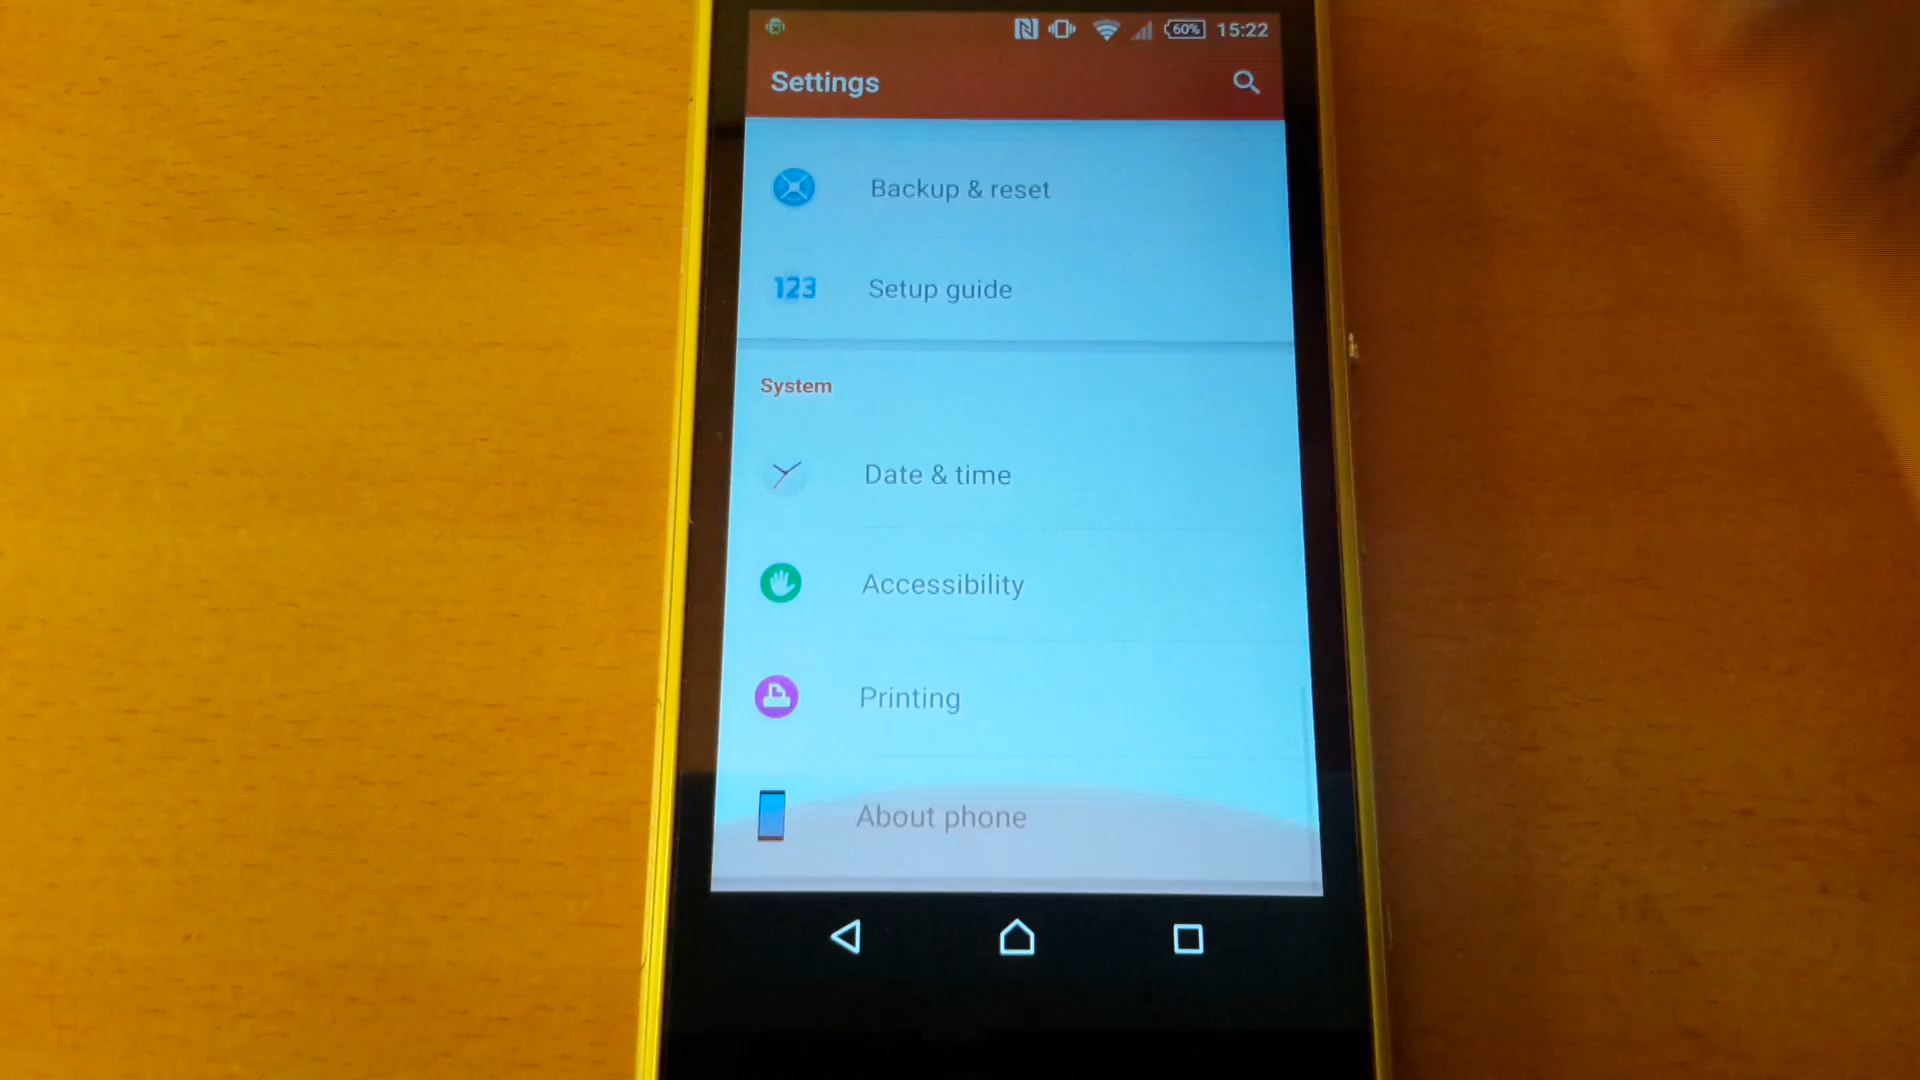 60% 15:22
Settings
Backup & reset
123 Setup guide
System
Date & time
Accessibility
Printing
About phone